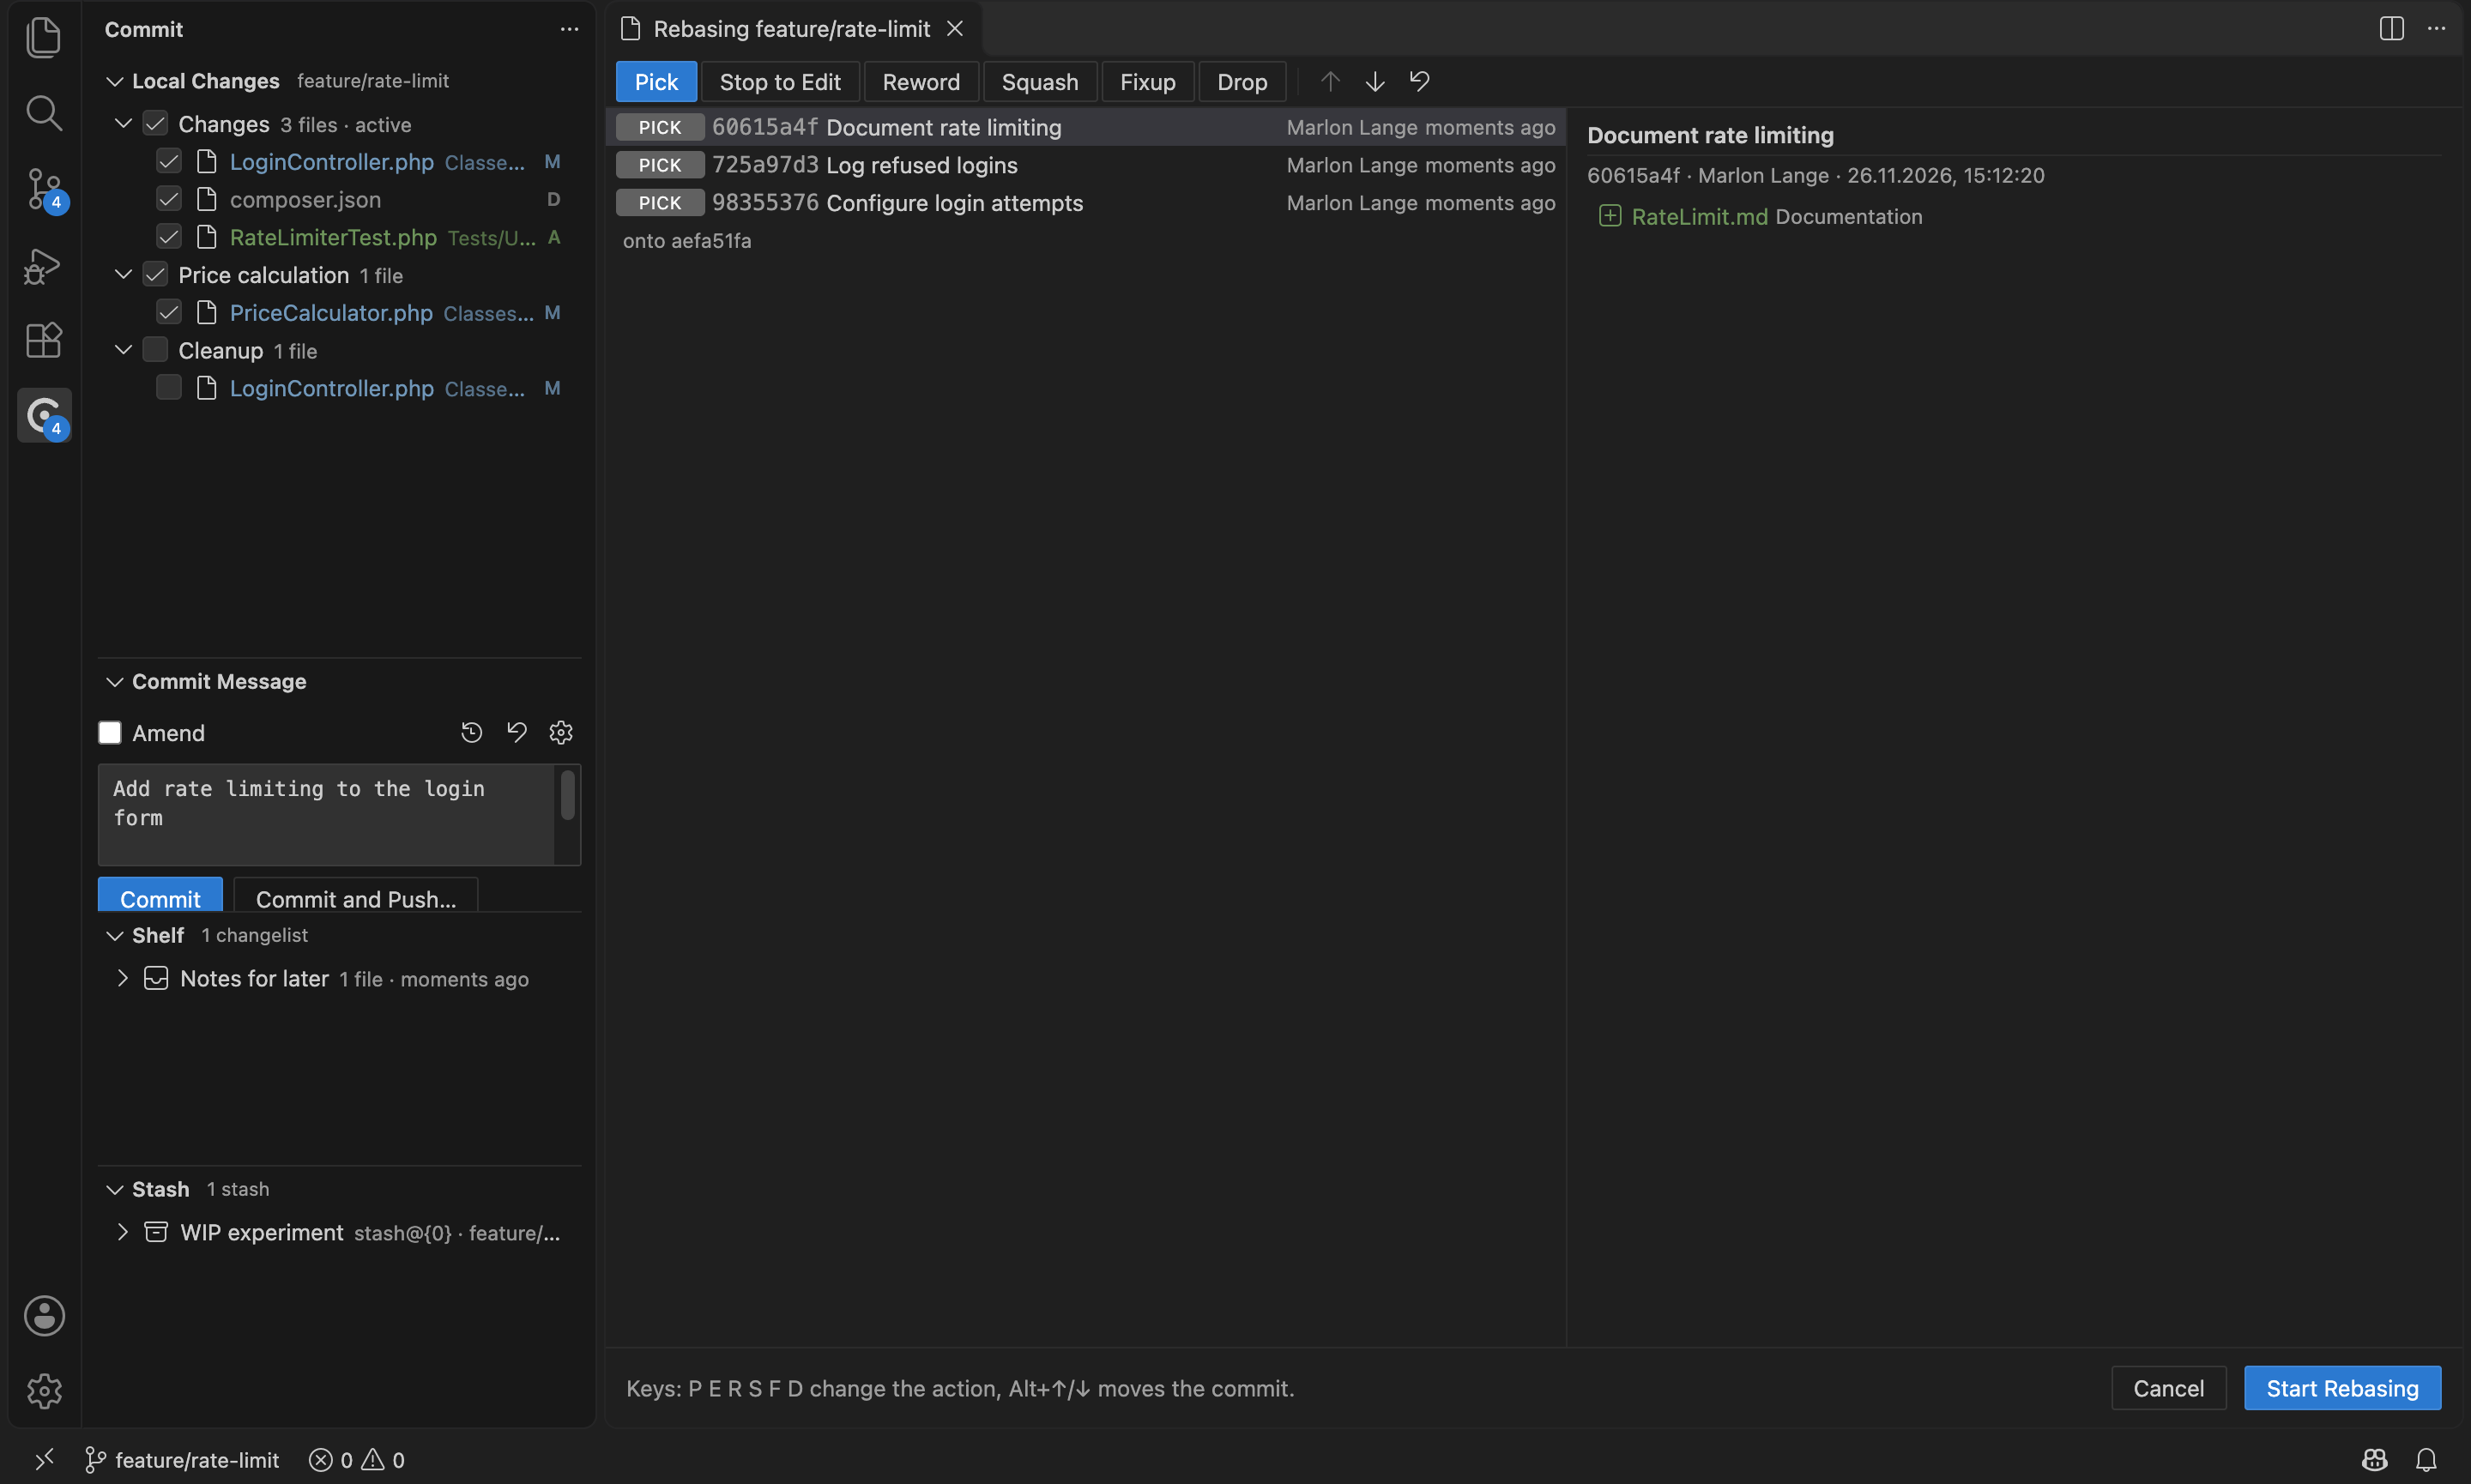 Commit
Local Changes feature/rate-limit
Changes 3 files · active
LoginController.php Classe... M
composer.json D
RateLimiterTest.php Tests/U... A
Price calculation 1 file
PriceCalculator.php Classes... M
Cleanup 1 file
LoginController.php Classe... M
4
4
Commit Message
Amend
Add rate limiting to the login
form
Commit Commit and Push...
Shelf 1 changelist
Notes for later 1 file · moments ago
Stash 1 stash
WIP experiment stash@{0} · feature/...
Rebasing feature/rate-limit
Pick Stop to Edit Reword Squash Fixup Drop
PICK 60615a4f Document rate limiting Marlon Lange moments ago
PICK 725a97d3 Log refused logins Marlon Lange moments ago
PICK 98355376 Configure login attempts Marlon Lange moments ago
onto aefa51fa
Document rate limiting
60615a4f · Marlon Lange · 26.11.2026, 15:12:20
RateLimit.md Documentation
Keys: P E R S F D change the action, Alt+↑/↓ moves the commit.
Cancel Start Rebasing
feature/rate-limit 0 0